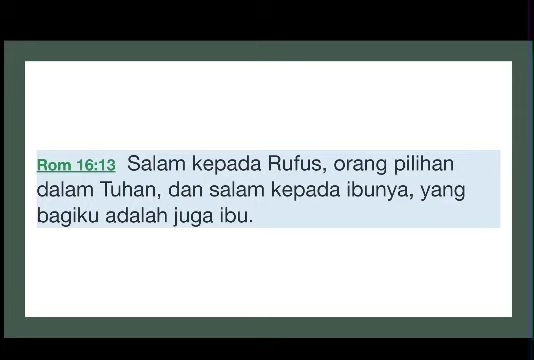 Rom 16:13 Salam kepada Rufus, orang pilihan
dalam Tuhan, dan salam kepada ibunya, yang
bagiku adalah juga ibu.